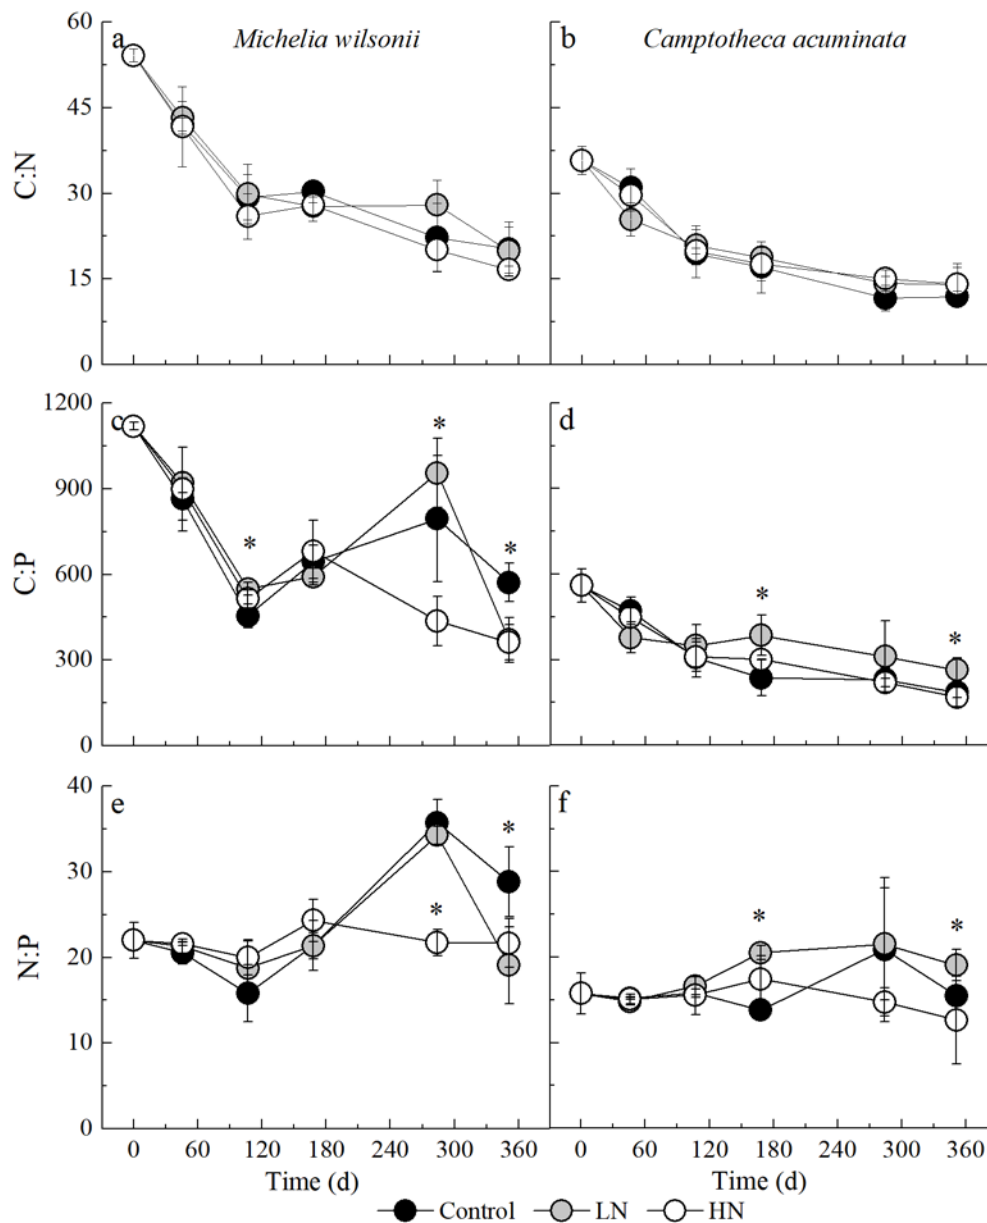 a Michelia wilsonii
b Camptotheca acuminata
60
45
30
15
0
C:N
c
*
*
*
d
*
*
1200
900
600
300
0
C:P
e
*
*
f
*
*
40
30
20
10
0
N:P
0 60 120 180 240 300 360
0 60 120 180 240 300 360
Time (d)
Time (d)
Control LN HN